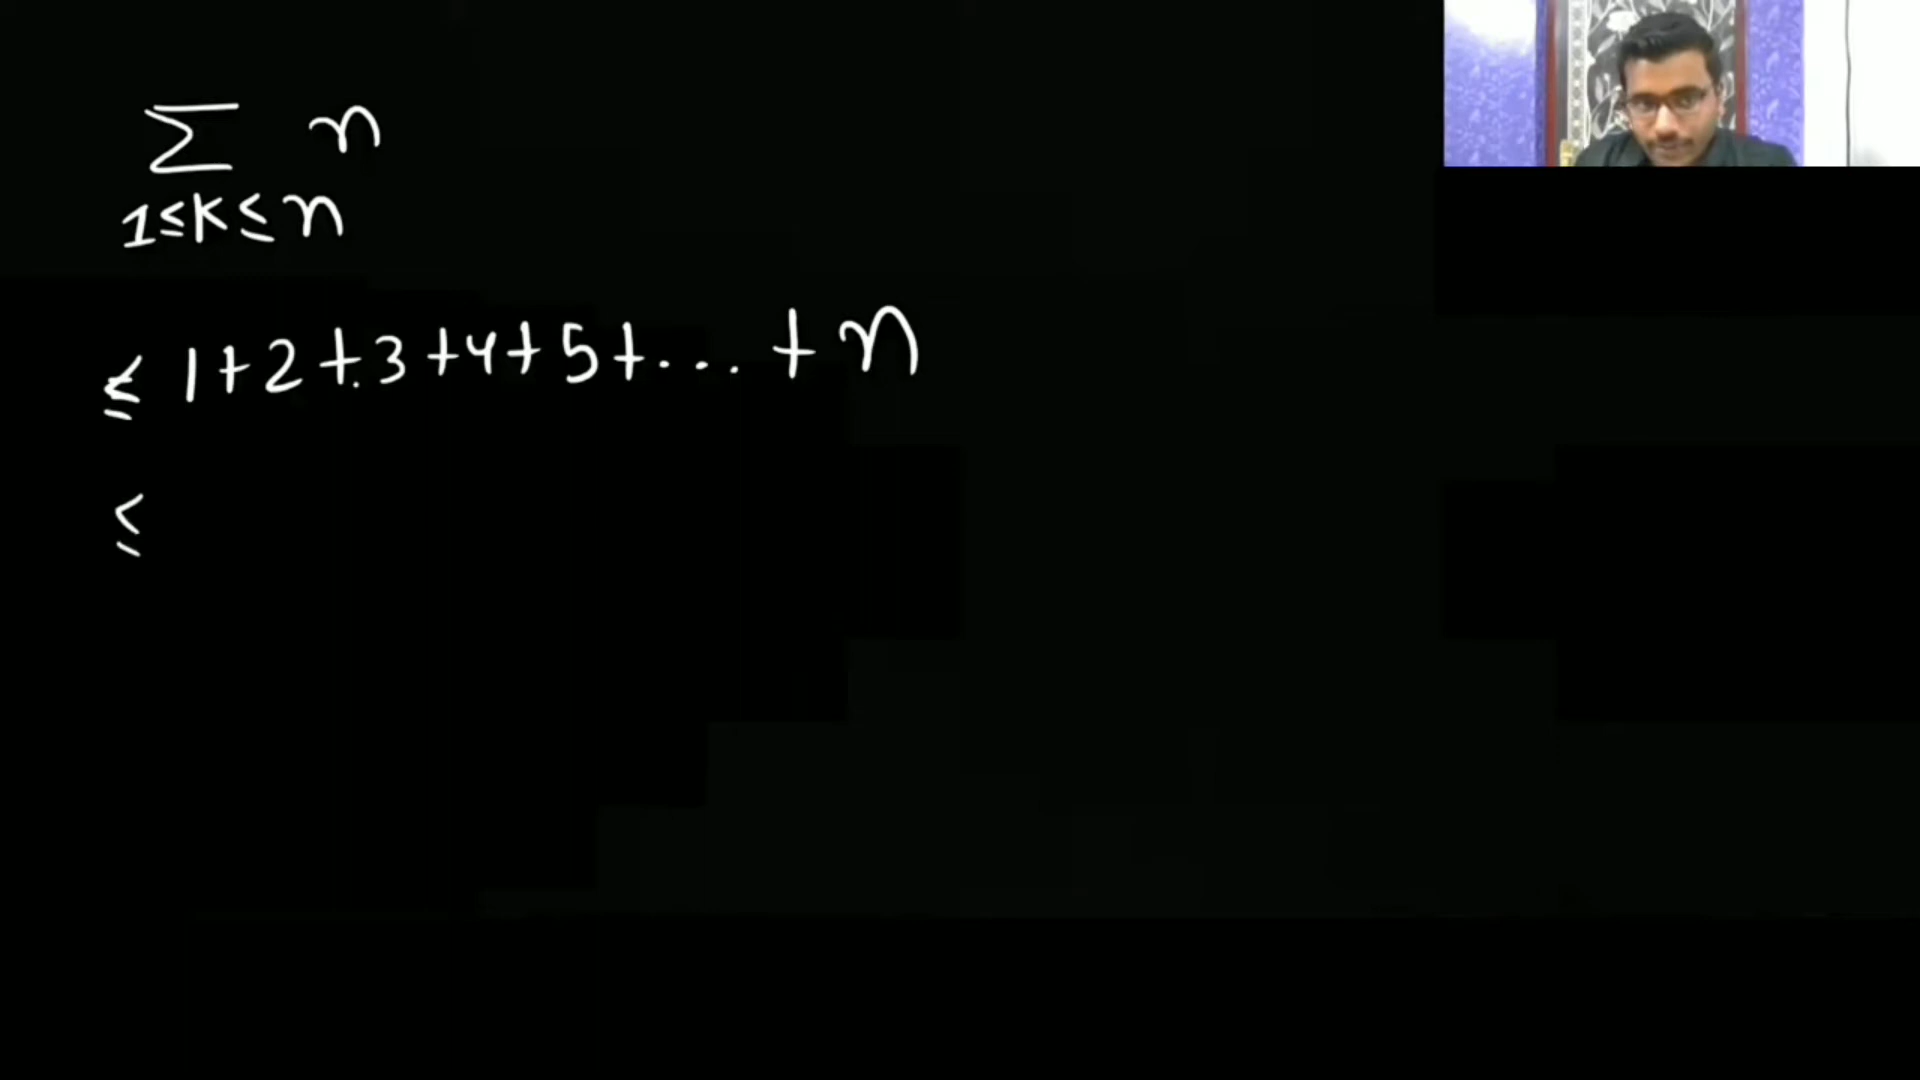 ∑ n
1≤K≤n
≤ 1+2+.3+4+5+...+n
≤